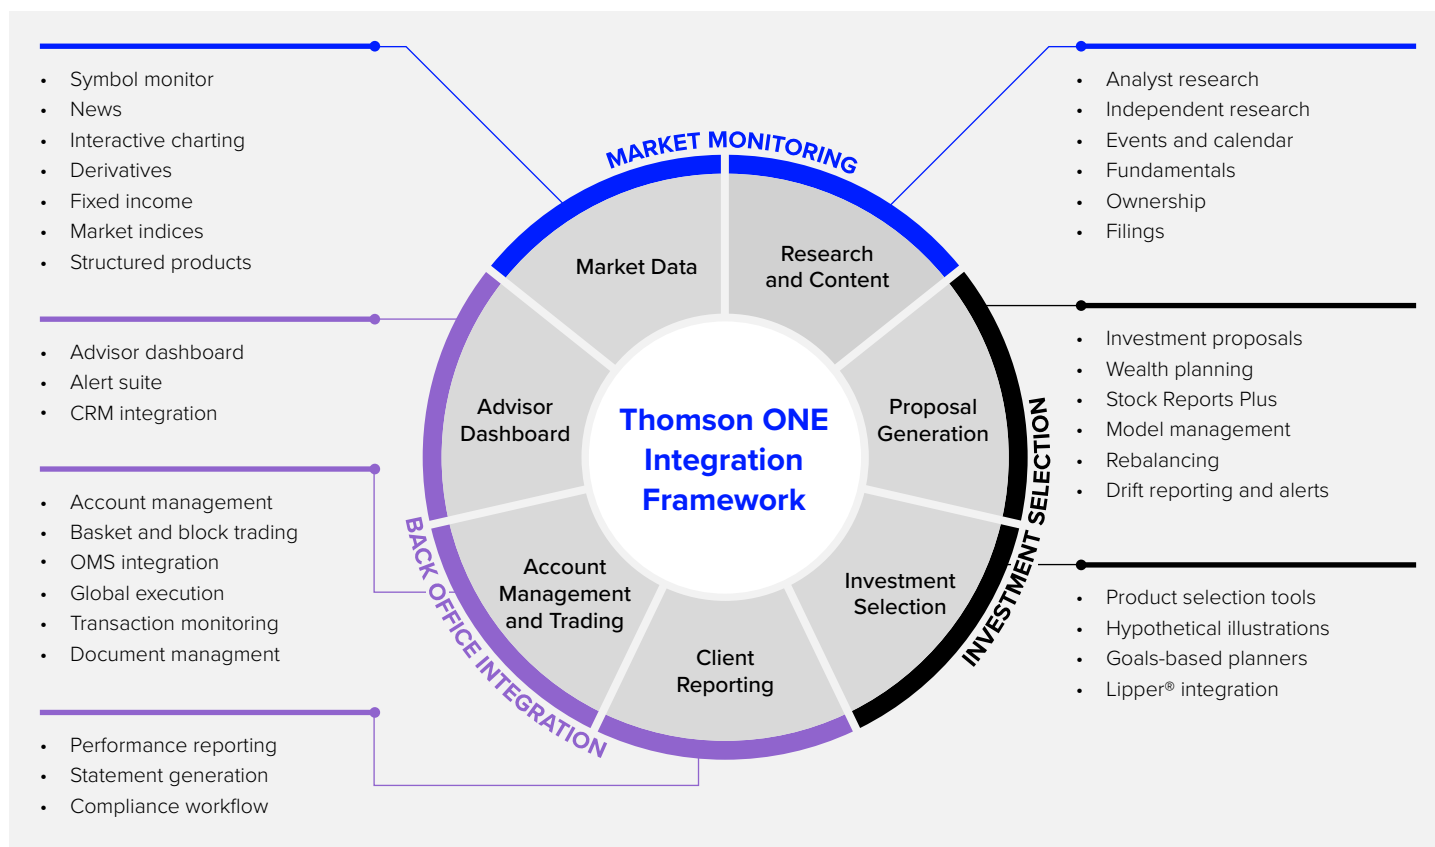 Symbol monitor
News
Interactive charting
Derivatives
Fixed income
Market indices
Structured products
Advisor dashboard
Alert suite
CRM integration
Account management
Basket and block trading
OMS integration
Global execution
Transaction monitoring
Document managment
Performance reporting
Statement generation
Compliance workflow
MARKET MONITORING
Market Data
Research
and Content
Advisor
Dashboard
Thomson ONE
Integration
Framework
Proposal
Generation
Account
Management
and Trading
Investment
Selection
Client
Reporting
BACK OFFICE INTEGRATION
INVESTMENT SELECTION
Analyst research
Independent research
Events and calendar
Fundamentals
Ownership
Filings
Investment proposals
Wealth planning
Stock Reports Plus
Model management
Rebalancing
Drift reporting and alerts
Product selection tools
Hypothetical illustrations
Goals-based planners
Lipper® integration